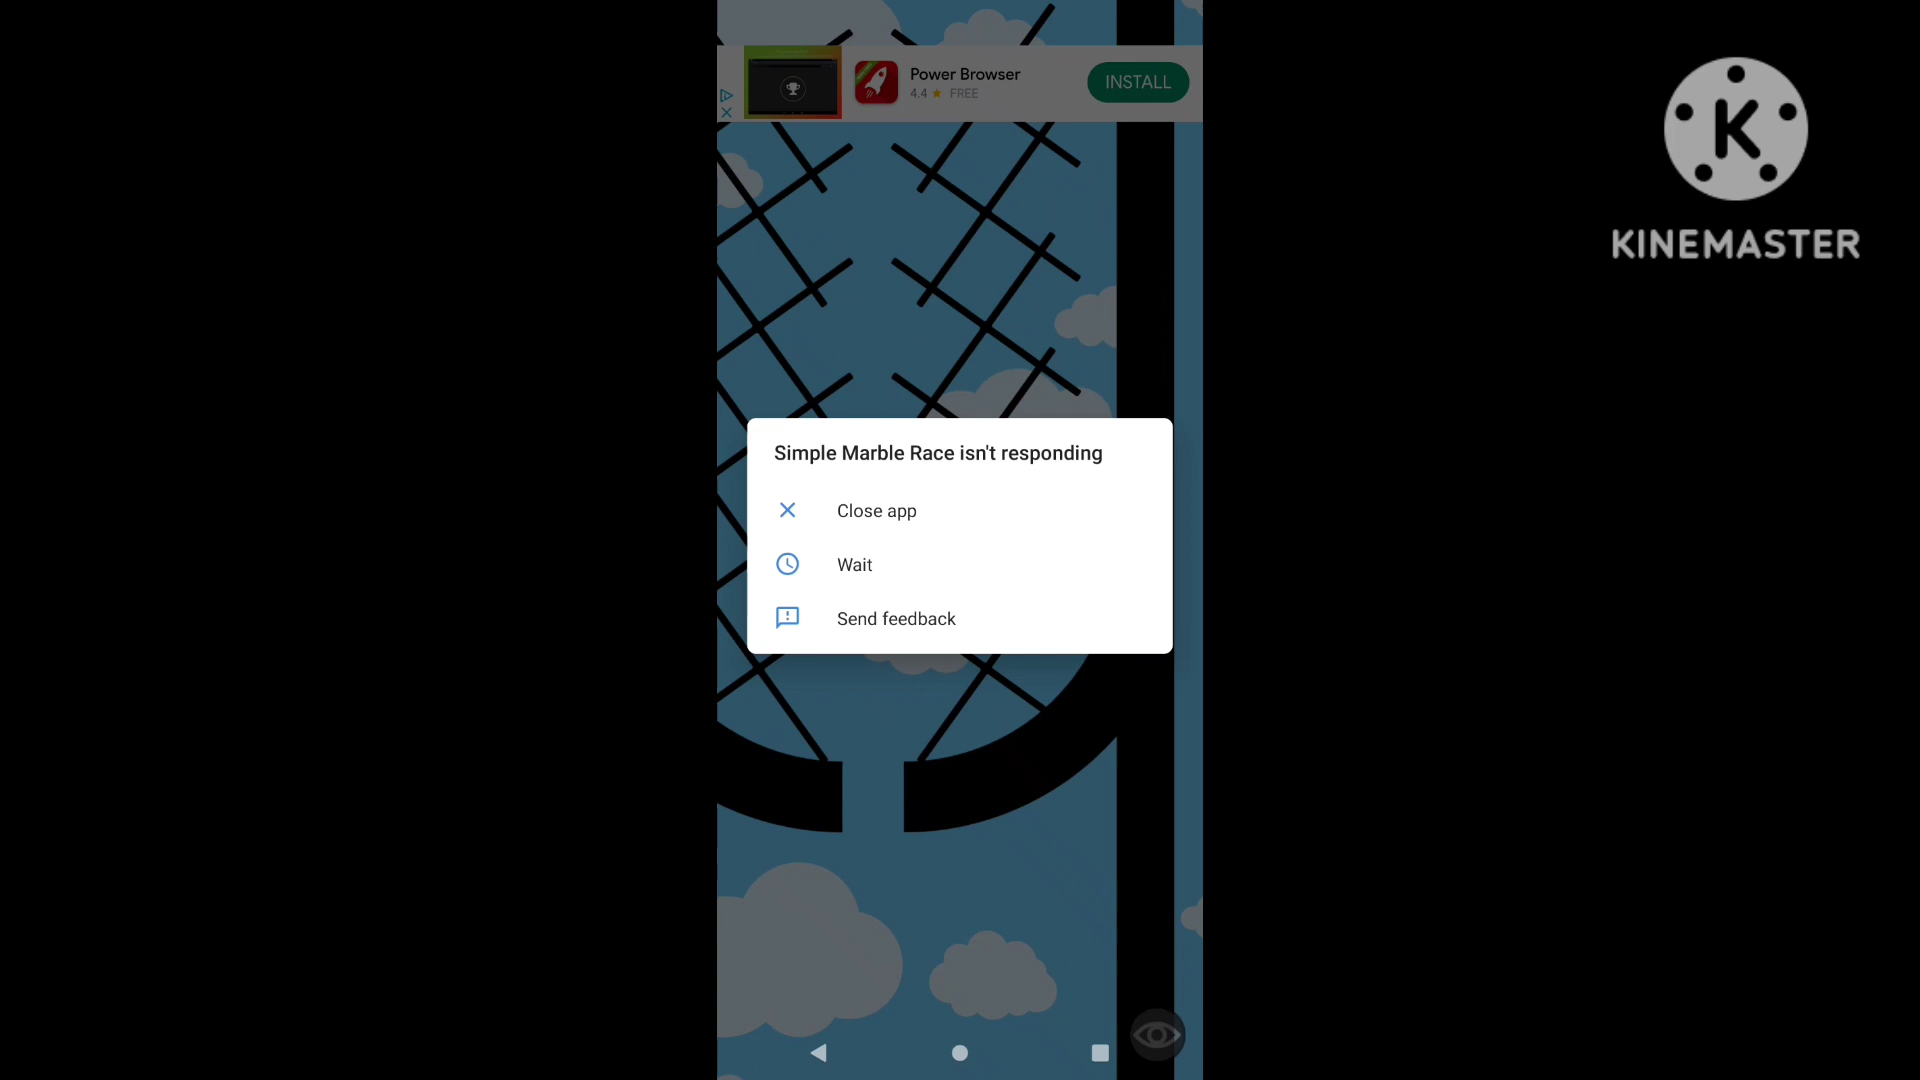 Power Browser
4.4 ★ FREE
INSTALL
KINEMASTER
Simple Marble Race isn't responding
Close app
Wait
Send feedback